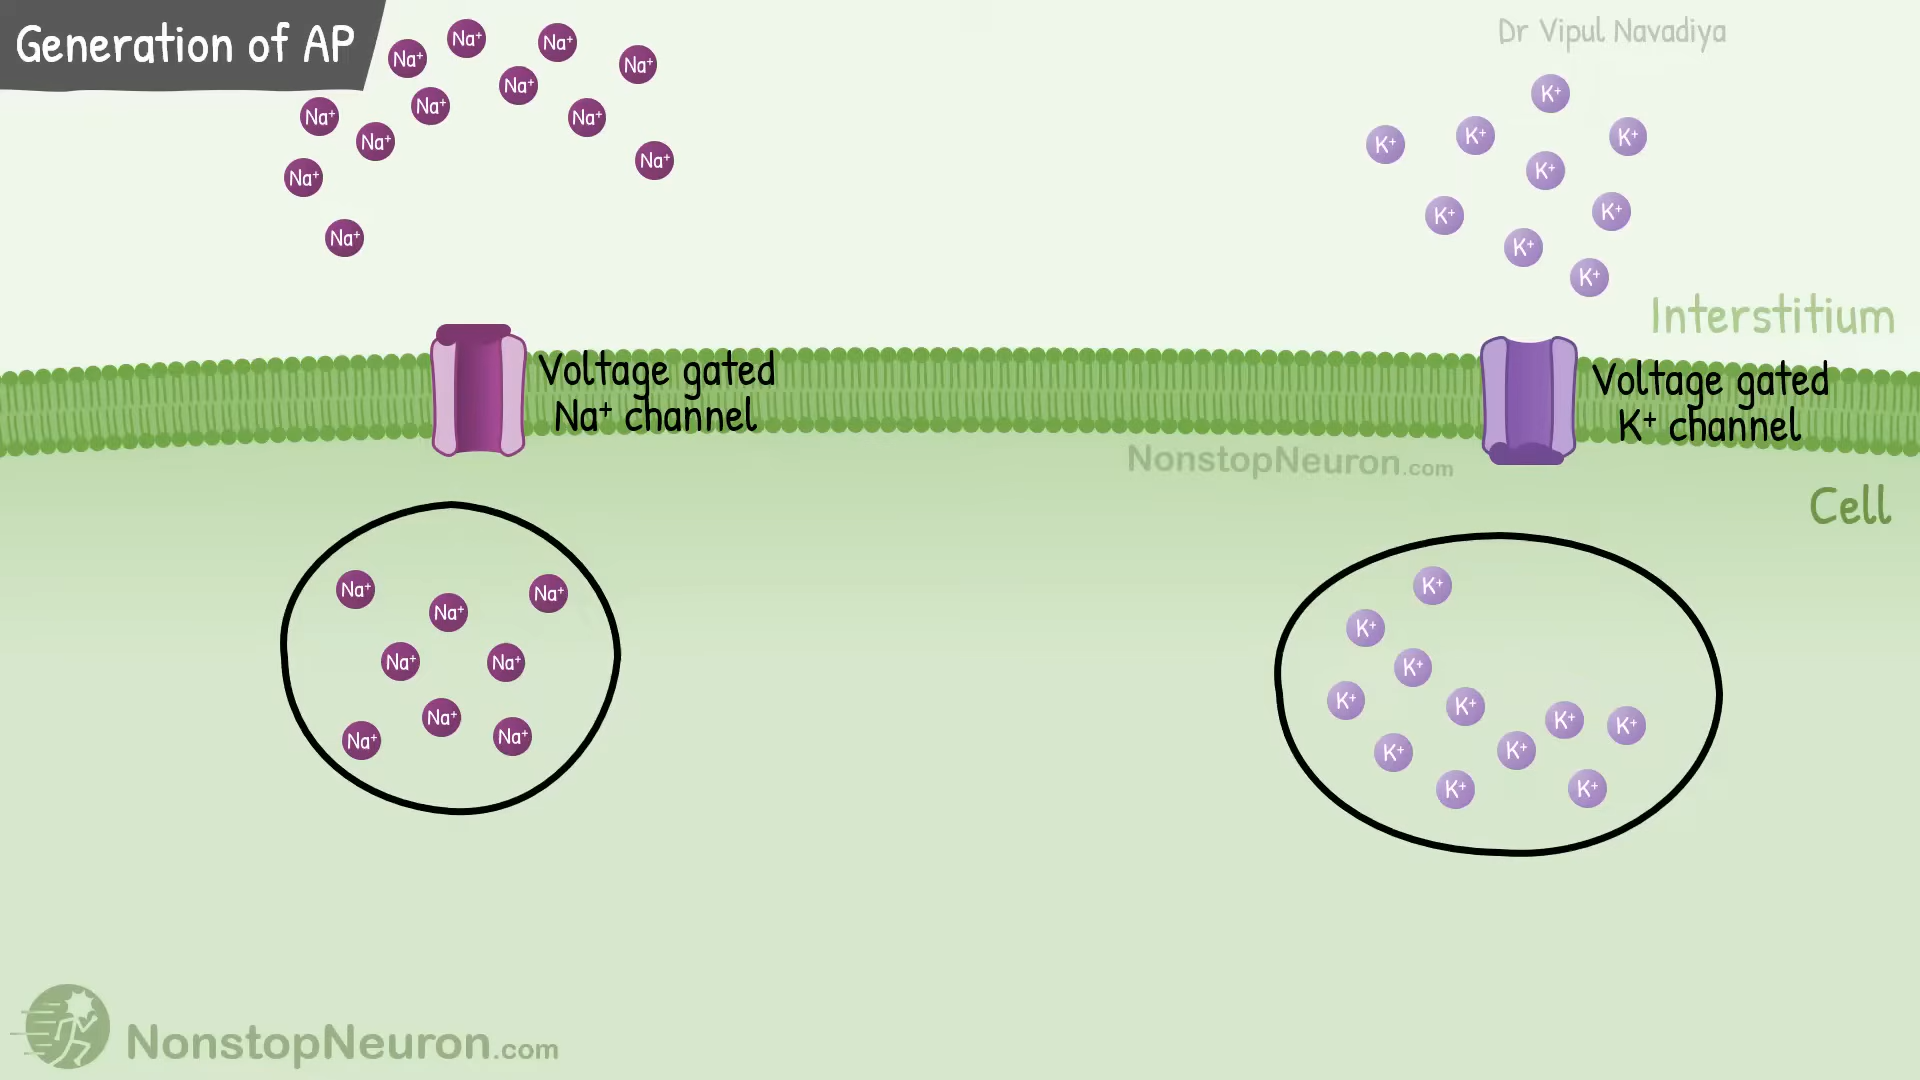 Generation of AP
Dr Vipul Navadiya
Na⁺
Na⁺
Na⁺
Na⁺
Na⁺
Na⁺
Na⁺
Na⁺
Na⁺
Na⁺
Na⁺
Na⁺
K⁺
K⁺
K⁺
K⁺
K⁺
K⁺
K⁺
K⁺
K⁺
Interstitium
Voltage gated
Na⁺ channel
Voltage gated
K⁺ channel
NonstopNeuron.com
Cell
Na⁺
Na⁺
Na⁺
Na⁺
Na⁺
Na⁺
Na⁺
Na⁺
K⁺
K⁺
K⁺
K⁺
K⁺
K⁺
K⁺
K⁺
K⁺
K⁺
K⁺
NonstopNeuron.com